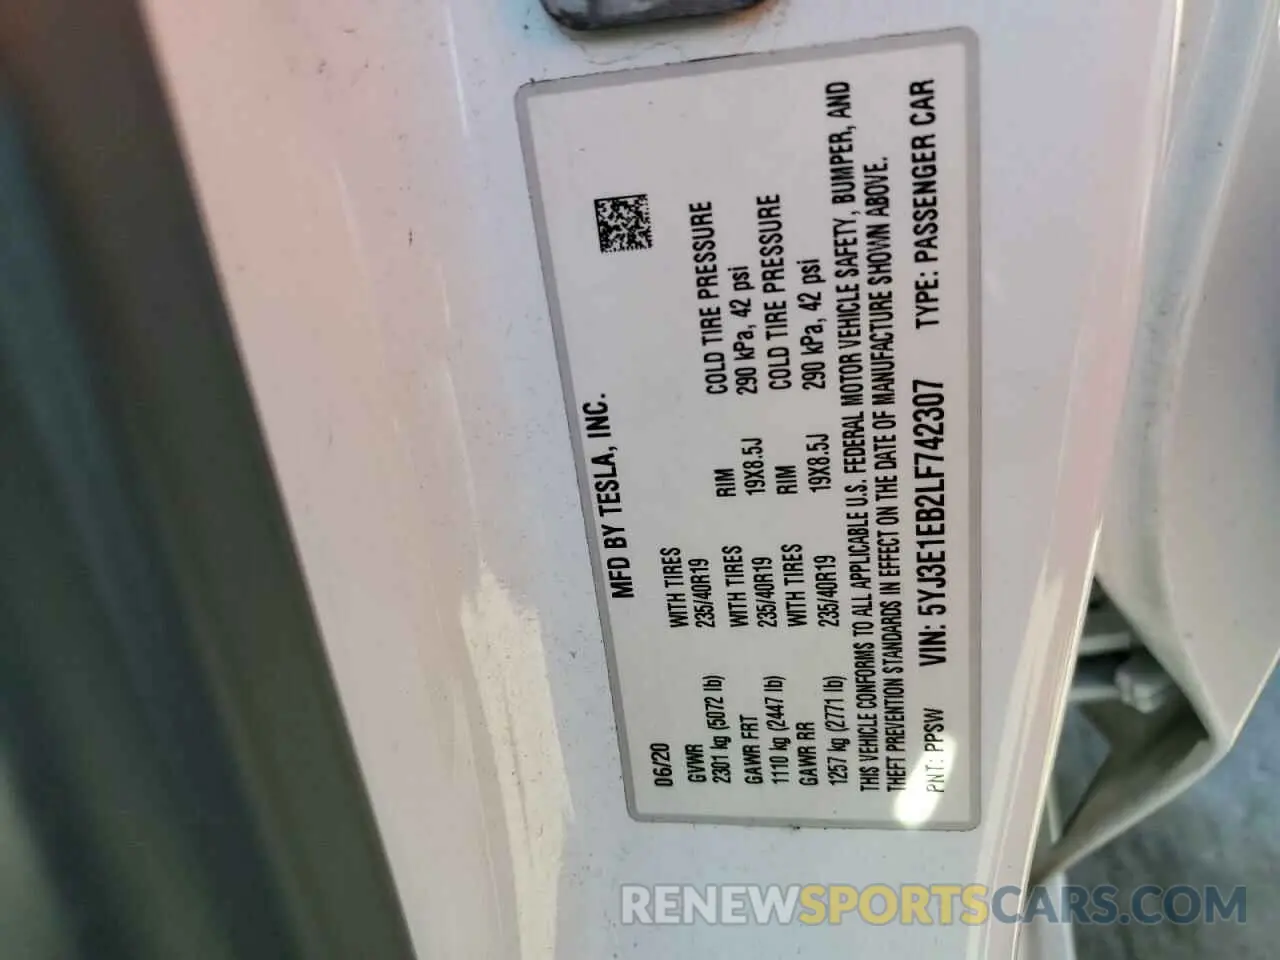 MFD BY TESLA, INC.
06/20
GVWR WITH TIRES RIM COLD TIRE PRESSURE
2301 kg (5072 lb) 235/40R19 19X8.5J 290 kPa, 42 psi
GAWR FRT WITH TIRES RIM COLD TIRE PRESSURE
1110 kg (2447 lb) 235/40R19 19X8.5J 290 kPa, 42 psi
GAWR RR WITH TIRES
1257 kg (2771 lb) 235/40R19
THIS VEHICLE CONFORMS TO ALL APPLICABLE U.S. FEDERAL MOTOR VEHICLE SAFETY, BUMPER, AND
THEFT PREVENTION STANDARDS IN EFFECT ON THE DATE OF MANUFACTURE SHOWN ABOVE.
PNT: PPSW VIN: 5YJ3E1EB2LF742307 TYPE: PASSENGER CAR
RENEWSPORTSCARS.COM